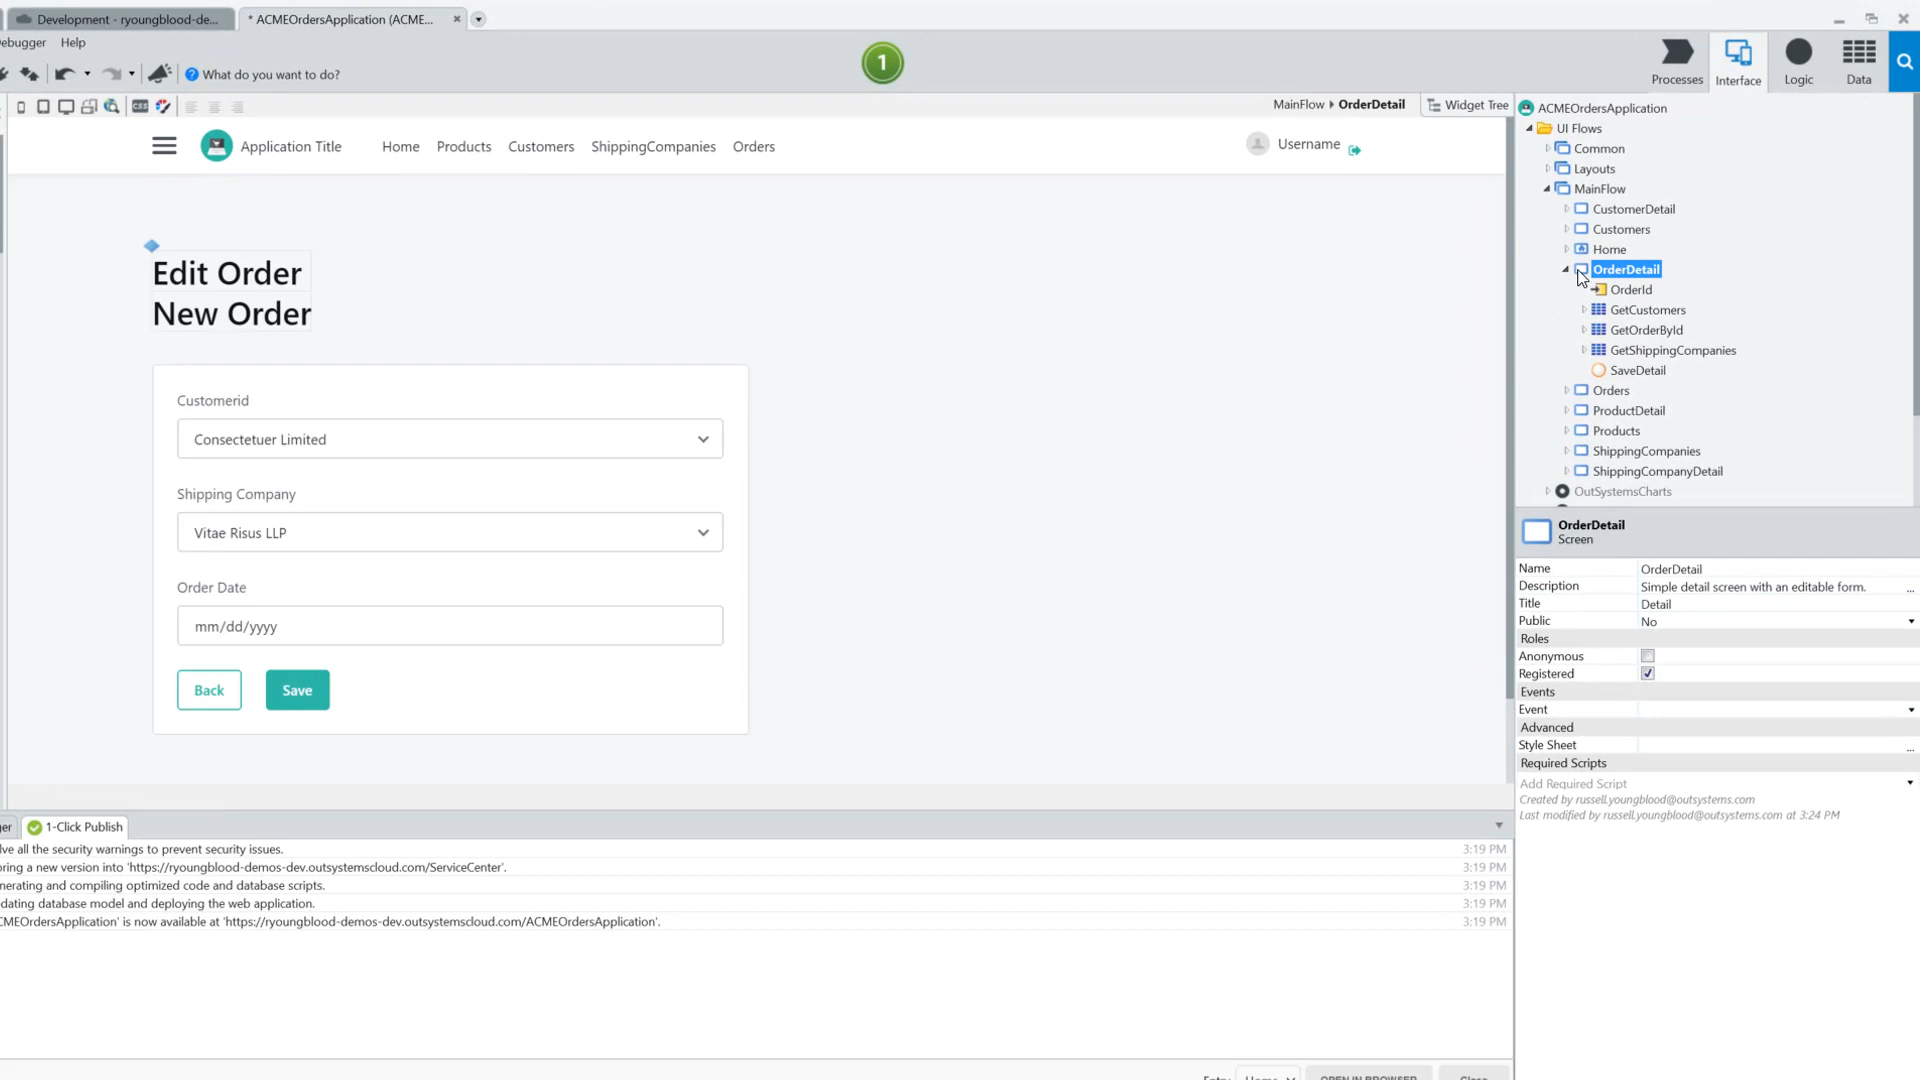 Development - ryoungblood-de...
* ACMEOrdersApplication (ACME...
ebugger Help
1
What do you want to do?
Processes
Interface
Logic
Data
CSS
MainFlow OrderDetail
Widget Tree
Application Title
Home Products Customers ShippingCompanies Orders
Username
Edit Order
New Order
Customerid
Consectetuer Limited
Shipping Company
Vitae Risus LLP
Order Date
mm/dd/yyyy
Back
Save
ACMEOrdersApplication
UI Flows
Common
Layouts
MainFlow
CustomerDetail
Customers
Home
OrderDetail
OrderId
GetCustomers
GetOrderById
GetShippingCompanies
SaveDetail
Orders
ProductDetail
Products
ShippingCompanies
ShippingCompanyDetail
OutSystemsCharts
OrderDetail
Screen
Name OrderDetail
Description Simple detail screen with an editable form. ...
Title Detail
Public No
Roles
Anonymous
Registered
Events
Event
Advanced
Style Sheet ...
Required Scripts
Add Required Script
Created by russell.youngblood@outsystems.com
Last modified by russell.youngblood@outsystems.com at 3:24 PM
ger
1-Click Publish
lve all the security warnings to prevent security issues. 3:19 PM
oring a new version into 'https://ryoungblood-demos-dev.outsystemscloud.com/ServiceCenter'. 3:19 PM
nerating and compiling optimized code and database scripts. 3:19 PM
dating database model and deploying the web application. 3:19 PM
CMEOrdersApplication' is now available at 'https://ryoungblood-demos-dev.outsystemscloud.com/ACMEOrdersApplication'. 3:19 PM
Entry Home OPEN IN BROWSER Close